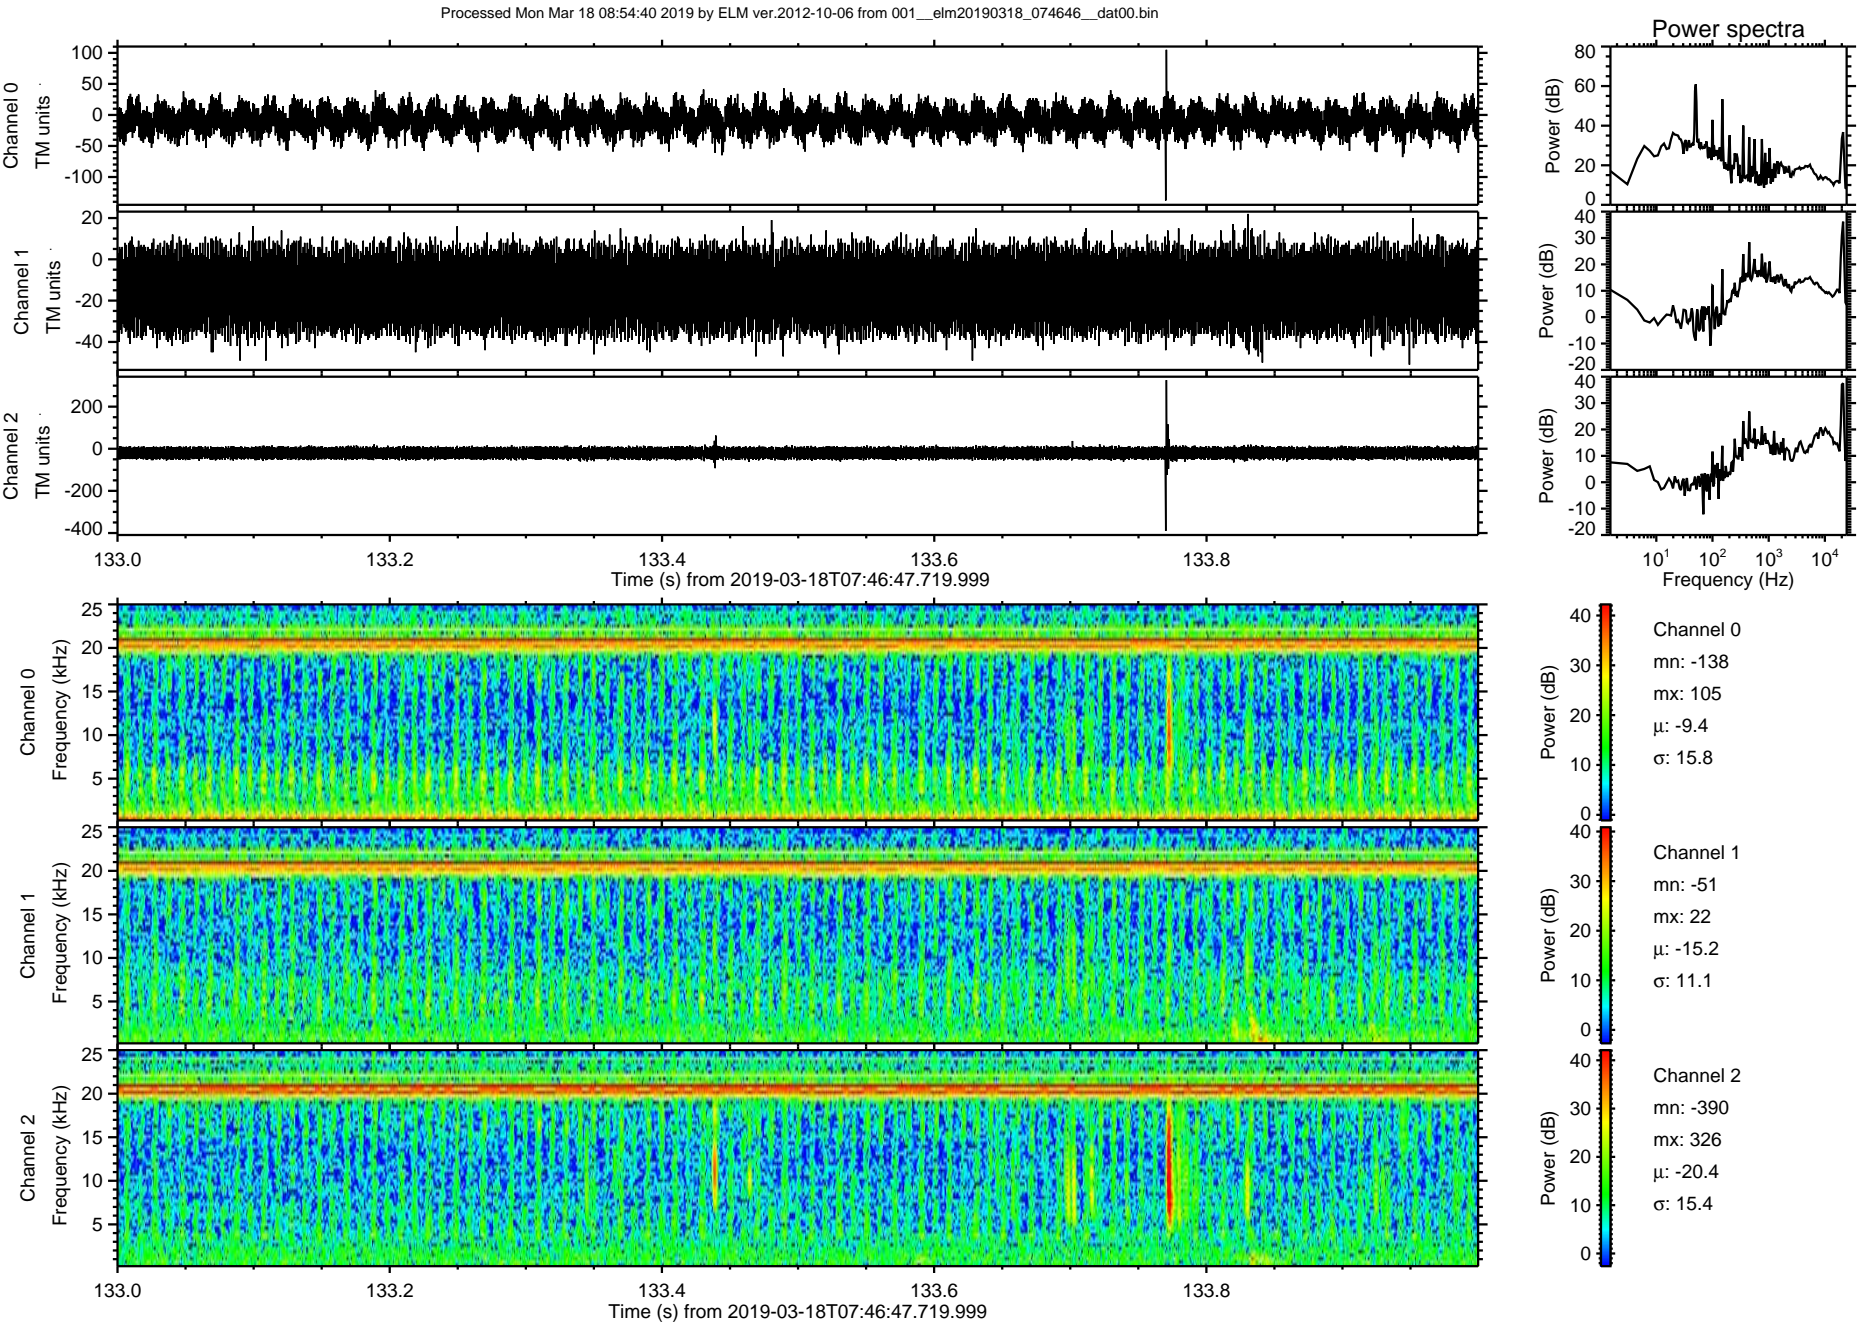 Processed Mon Mar 18 08:54:40 2019 by ELM ver.2012-10-06 from 001__elm20190318_074646__dat00.bin
Power spectra
Channel 0
TM units
100
50
0
-50
-100
Power (dB)
80
60
40
20
0
Channel 1
TM units
20
0
-20
-40
Power (dB)
40
30
20
10
0
-10
-20
Channel 2
TM units
200
0
-200
-400
Power (dB)
40
30
20
10
0
-10
-20
133.0 133.2 133.4 133.6 133.8
Time (s) from 2019-03-18T07:46:47.719.999
10¹ 10² 10³ 10⁴
Frequency (Hz)
Channel 0
Frequency (kHz)
25
20
15
10
5
Power (dB)
40
30
20
10
0
Channel 0
mn: -138
mx: 105
μ: -9.4
σ: 15.8
Channel 1
Frequency (kHz)
25
20
15
10
5
Power (dB)
40
30
20
10
0
Channel 1
mn: -51
mx: 22
μ: -15.2
σ: 11.1
Channel 2
Frequency (kHz)
25
20
15
10
5
Power (dB)
40
30
20
10
0
Channel 2
mn: -390
mx: 326
μ: -20.4
σ: 15.4
133.0 133.2 133.4 133.6 133.8
Time (s) from 2019-03-18T07:46:47.719.999